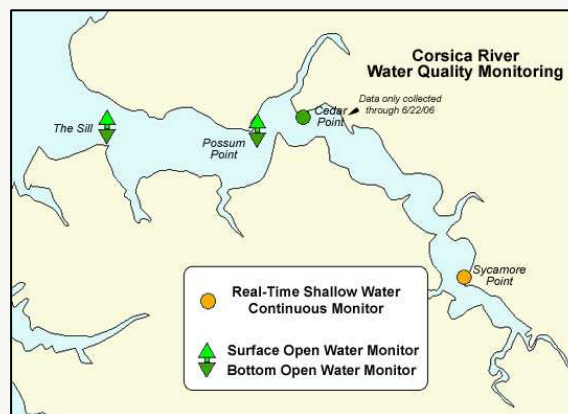 Corsica River
Water Quality Monitoring
Data only collected
through 6/22/06
Cedar
Point
The Sill
Possum
Point
Sycamore
Point
Real-Time Shallow Water
Continuous Monitor
Surface Open Water Monitor
Bottom Open Water Monitor